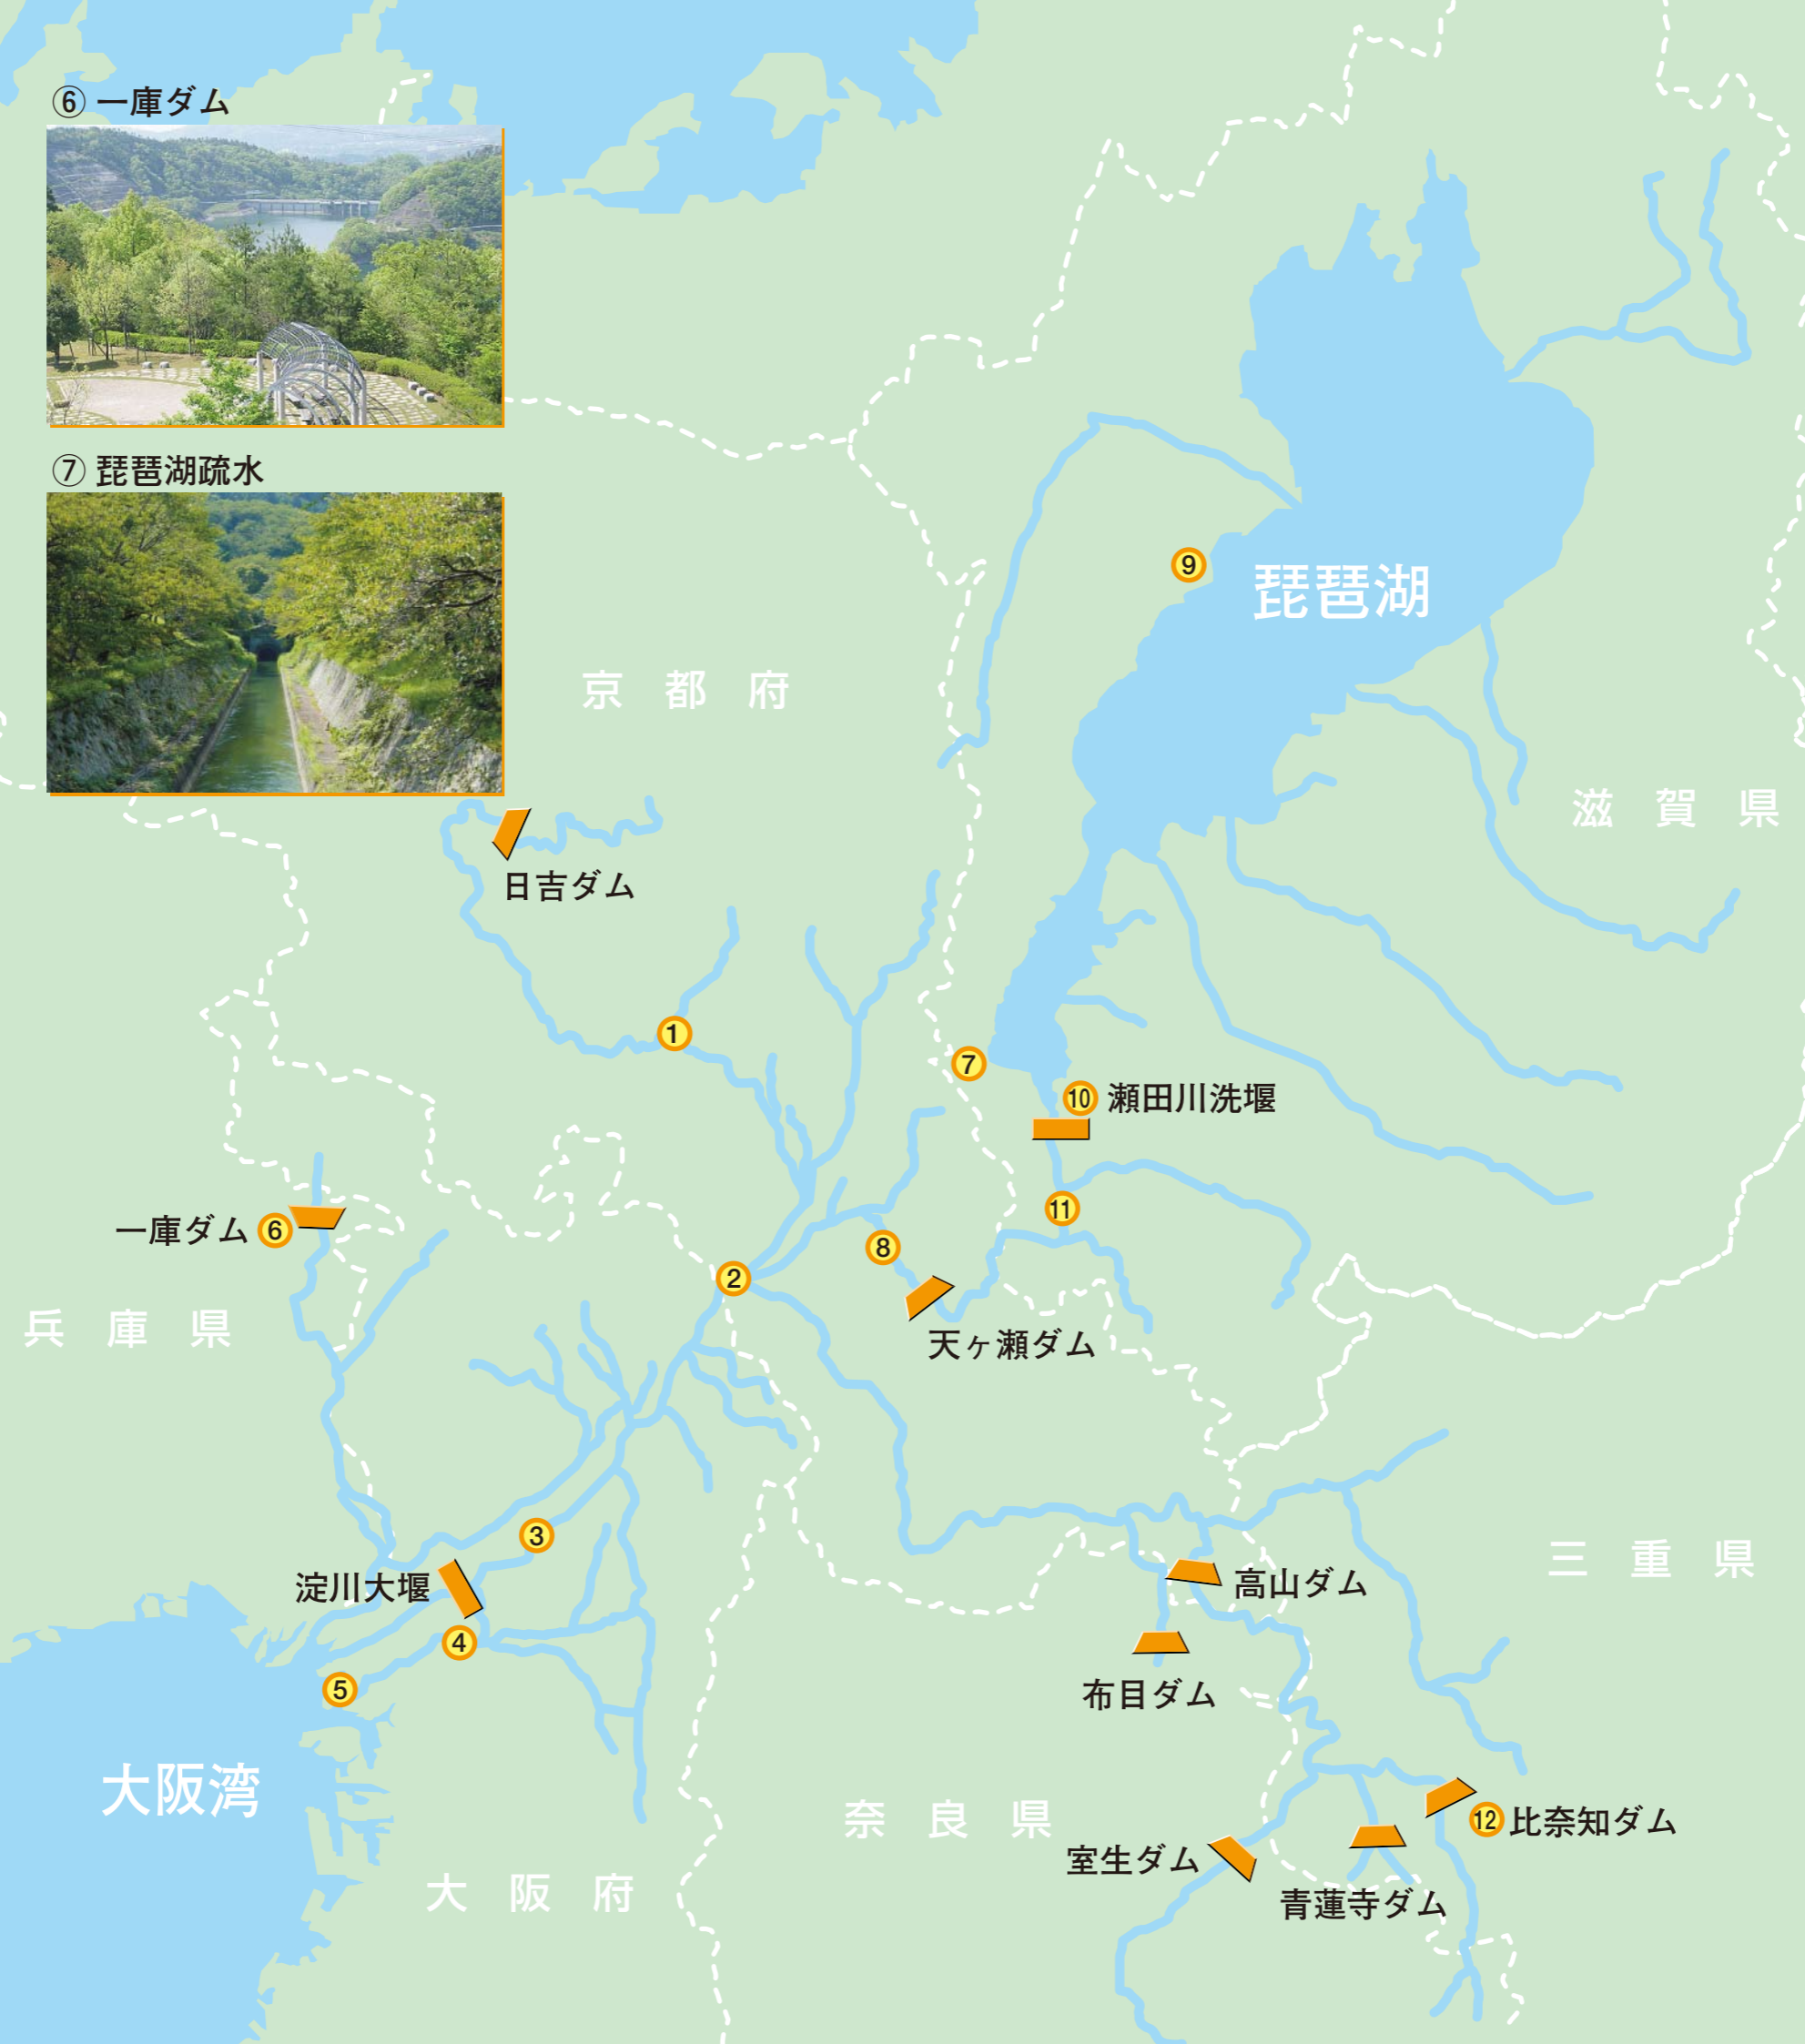 ⑥ 一庫ダム
⑦ 琵琶湖疏水
⑨
琵琶湖
京都府
滋賀県
日吉ダム
①
⑦
⑩ 瀬田川洗堰
⑪
一庫ダム ⑥
⑧
②
兵庫県
天ヶ瀬ダム
③
三重県
淀川大堰
高山ダム
④
⑤
布目ダム
大阪湾
奈良県
⑫ 比奈知ダム
室生ダム
大阪府
青蓮寺ダム